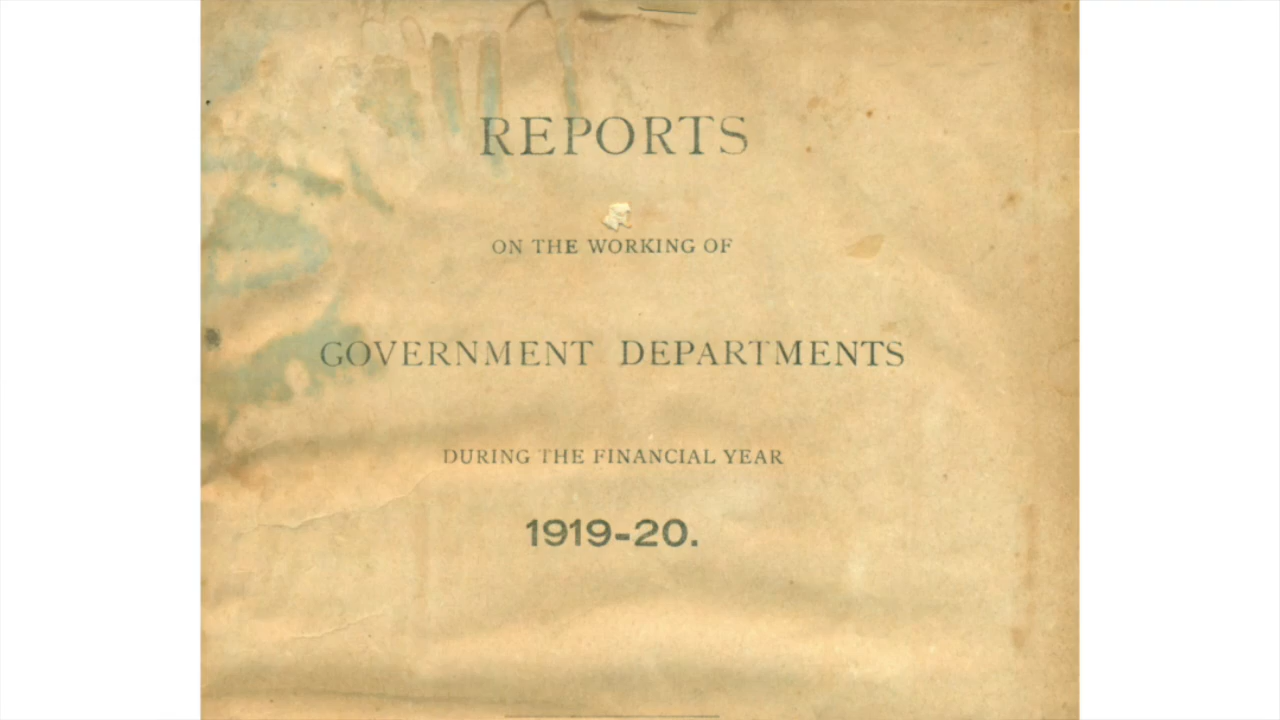 REPORTS
ON THE WORKING OF
GOVERNMENT DEPARTMENTS
DURING THE FINANCIAL YEAR
1919-20.